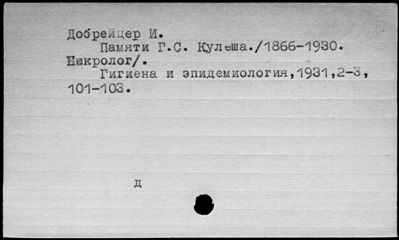 Добрейцер И.
Памяти Г.С. Кулеша./1866-1930.
Некролог/.
Гигиена и эпидемиология,1931,2-3,
101-103.
д